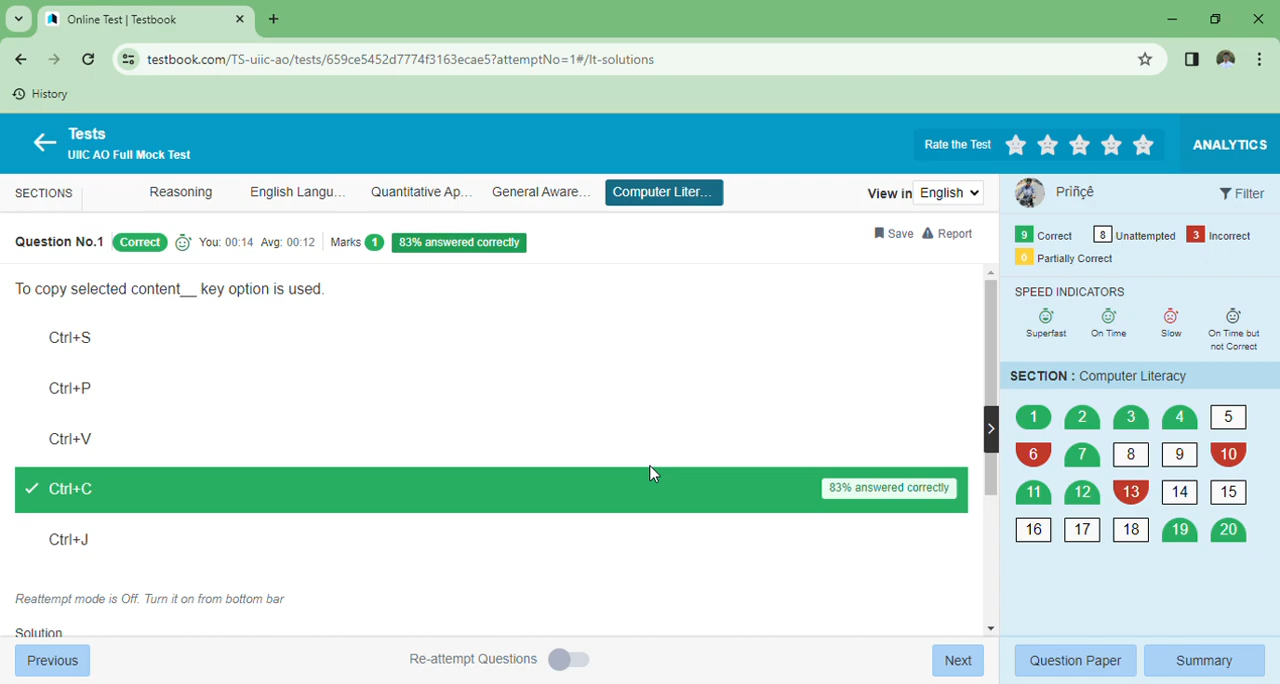 Online Test | Testbook
testbook.com/TS-uiic-ao/tests/659ce5452d7774f3163ecae5?attemptNo=1#/lt-solutions
History
Tests
UIIC AO Full Mock Test
Rate the Test
ANALYTICS
SECTIONS
Reasoning
English Langu...
Quantitative Ap...
General Aware...
Computer Liter...
View in English
Priñçê
Filter
Question No.1 Correct You: 00:14 Avg: 00:12 Marks 1 83% answered correctly
Save Report
9 Correct 8 Unattempted 3 Incorrect
0 Partially Correct
To copy selected content__ key option is used.
Ctrl+S
Ctrl+P
Ctrl+V
Ctrl+C 83% answered correctly
Ctrl+J
Reattempt mode is Off. Turn it on from bottom bar
Solution
Previous
Re-attempt Questions
Next
SPEED INDICATORS
Superfast
On Time
Slow
On Time but
not Correct
SECTION : Computer Literacy
1 2 3 4 5
6 7 8 9 10
11 12 13 14 15
16 17 18 19 20
Question Paper
Summary